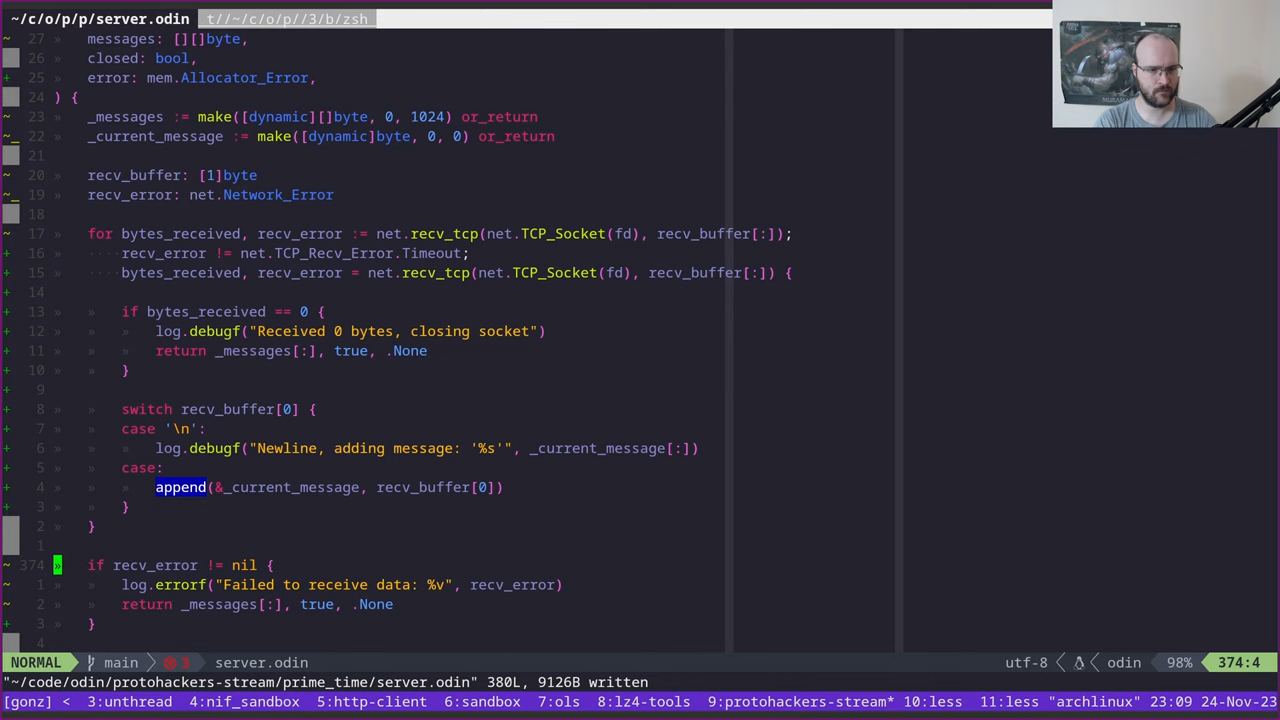 ~/c/o/p/p/server.odin t//~/c/o/p//3/b/zsh
~ 27 » messages: [][]byte,
26 » closed: bool,
+ 25 » error: mem.Allocator_Error,
24 ) {
~ 23 » _messages := make([dynamic][]byte, 0, 1024) or_return
~_ 22 » _current_message := make([dynamic]byte, 0, 0) or_return
21
~ 20 » recv_buffer: [1]byte
~_ 19 » recv_error: net.Network_Error
18
~ 17 » for bytes_received, recv_error := net.recv_tcp(net.TCP_Socket(fd), recv_buffer[:]);
+ 16 » ···· recv_error != net.TCP_Recv_Error.Timeout;
+ 15 » ···· bytes_received, recv_error = net.recv_tcp(net.TCP_Socket(fd), recv_buffer[:]) {
+ 14
+ 13 » » if bytes_received == 0 {
+ 12 » » » log.debugf("Received 0 bytes, closing socket")
+ 11 » » » return _messages[:], true, .None
+ 10 » » }
+ 9
+ 8 » » switch recv_buffer[0] {
+ 7 » » case '\n':
+ 6 » » » log.debugf("Newline, adding message: '%s'", _current_message[:])
+ 5 » » case:
+ 4 » » » append(&_current_message, recv_buffer[0])
+ 3 » » }
2 » }
1
~ 374 » if recv_error != nil {
~ 1 » » log.errorf("Failed to receive data: %v", recv_error)
~ 2 » » return _messages[:], true, .None
+ 3 » }
4
NORMAL main 3 server.odin utf-8 odin 98% 374:4
"~/code/odin/protohackers-stream/prime_time/server.odin" 380L, 9126B written
[gonz] < 3:unthread 4:nif_sandbox 5:http-client 6:sandbox 7:ols 8:lz4-tools 9:protohackers-stream* 10:less 11:less "archlinux" 23:09 24-Nov-23